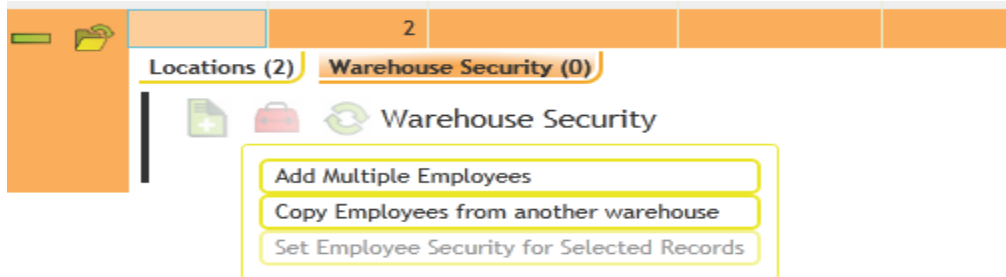 2
Locations (2) Warehouse Security (0)
Warehouse Security
Add Multiple Employees
Copy Employees from another warehouse
Set Employee Security for Selected Records